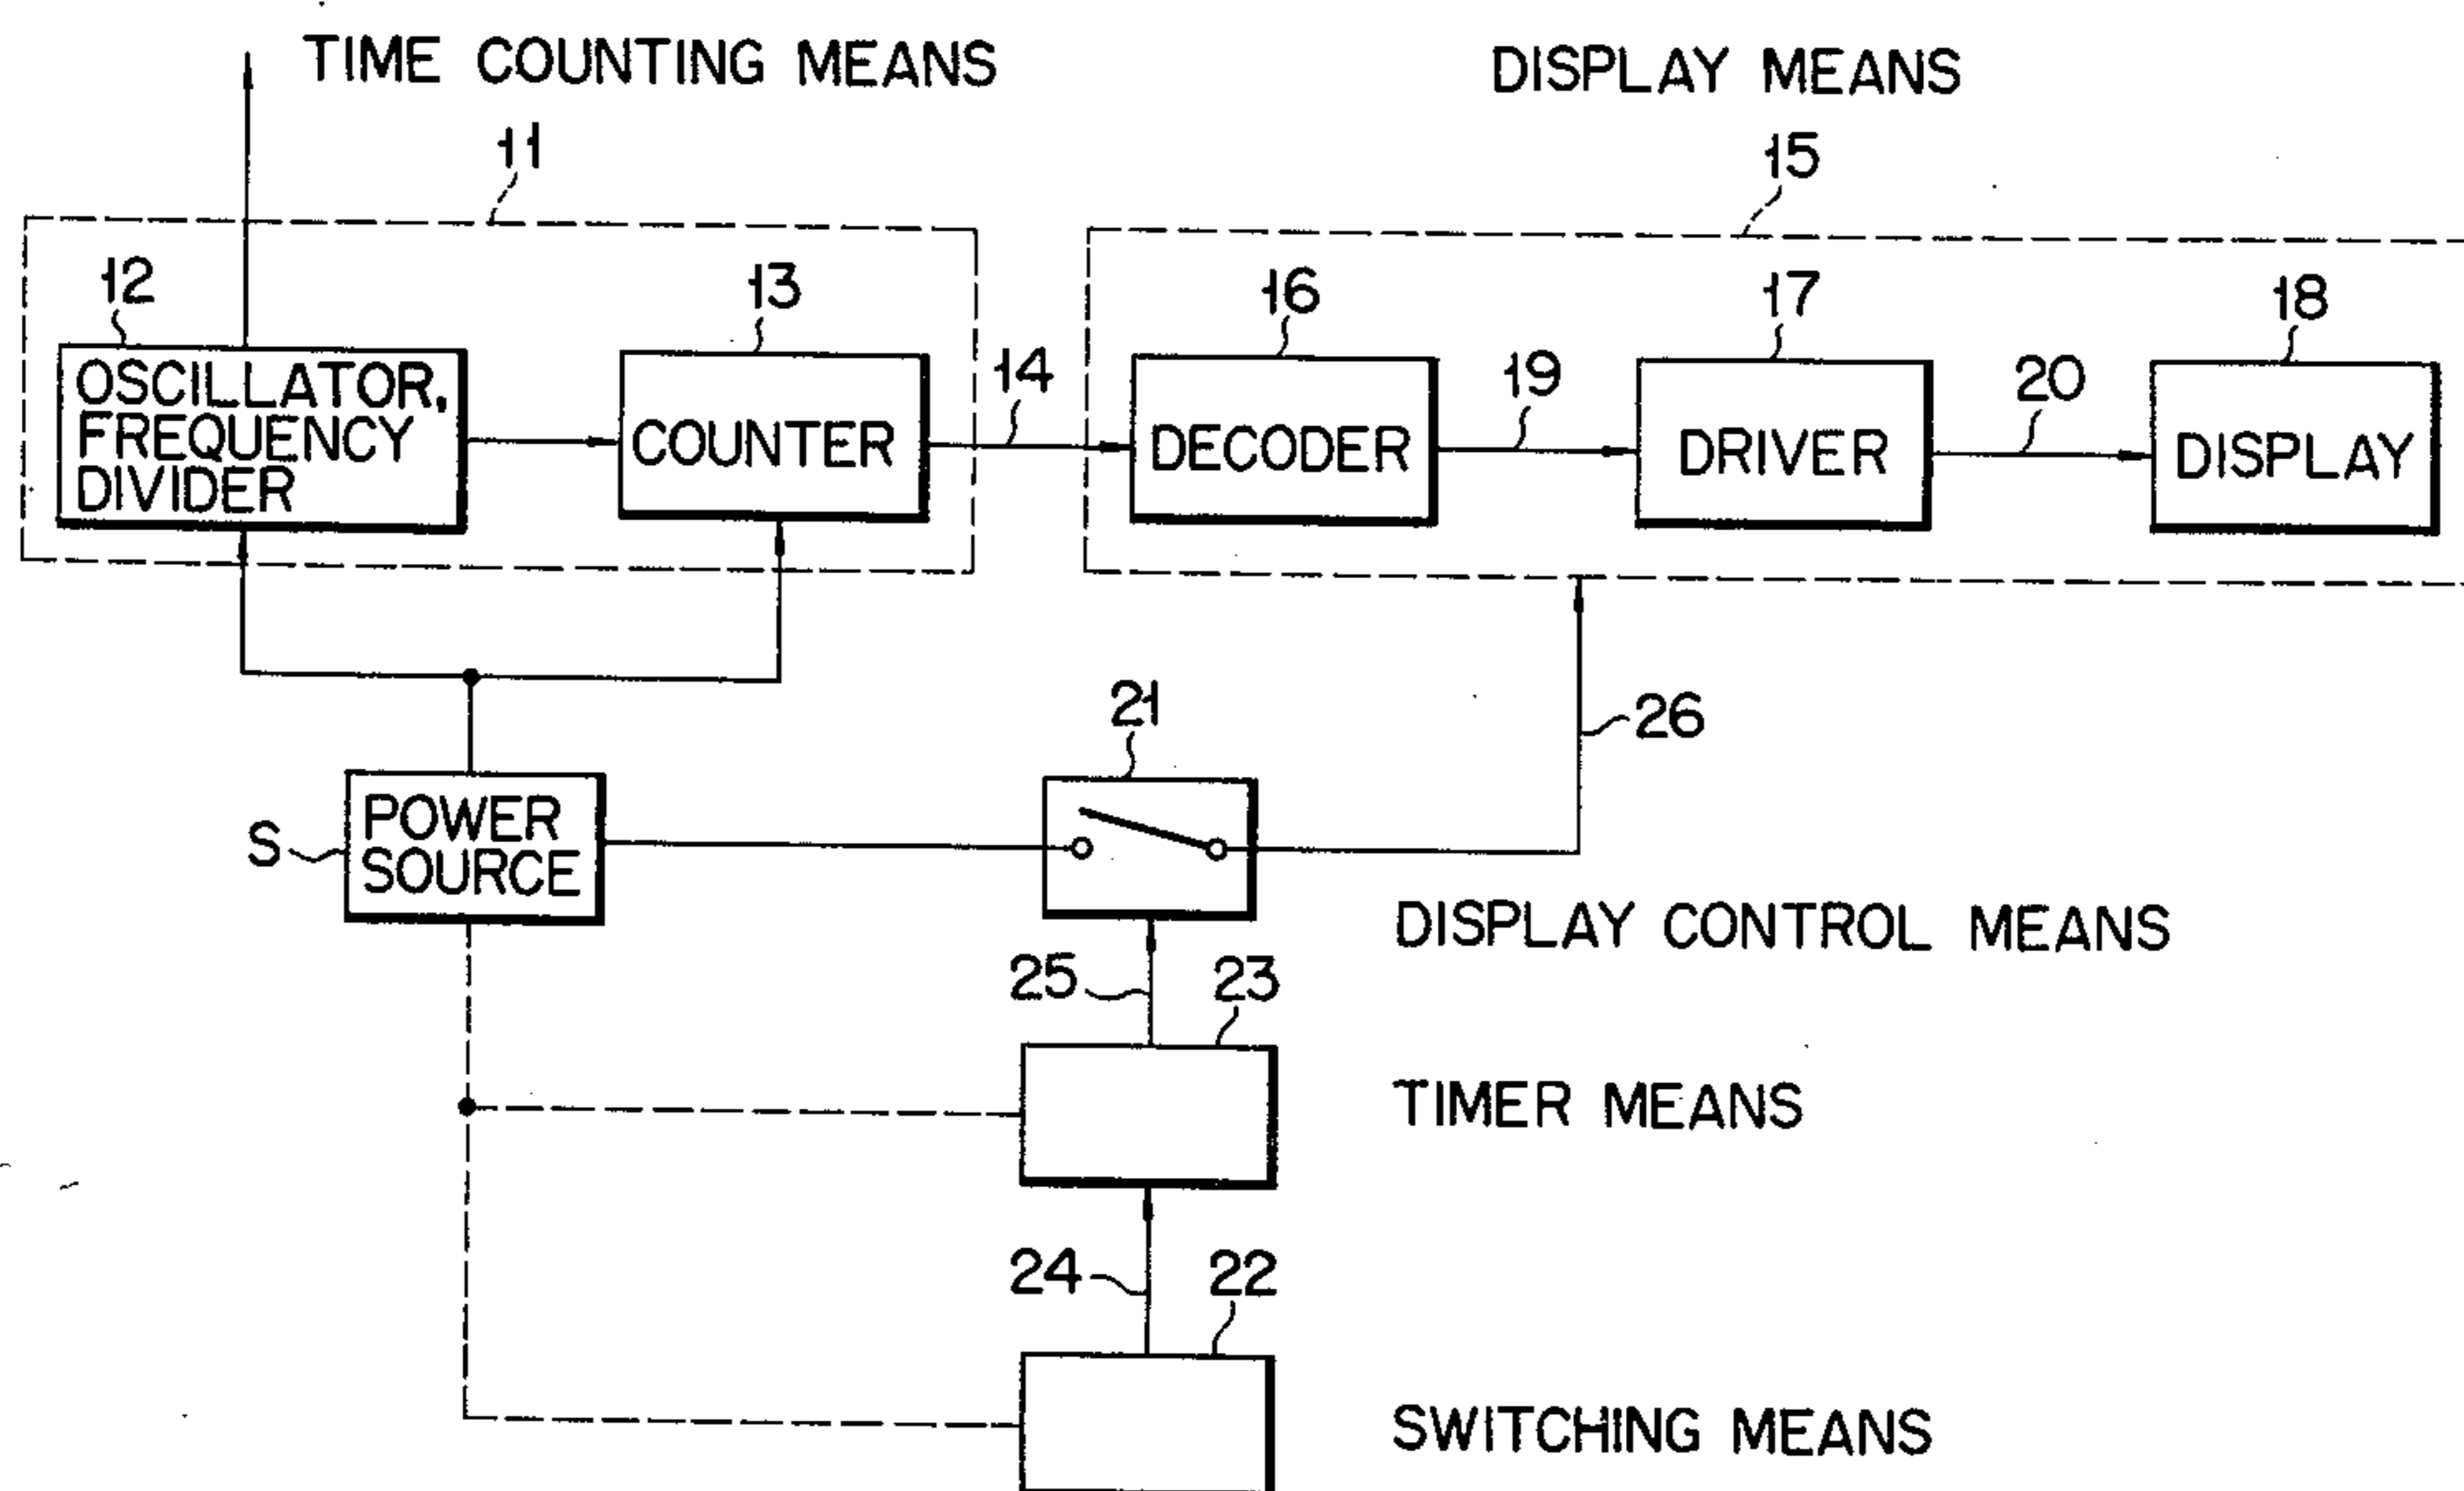 TIME COUNTING MEANS
DISPLAY MEANS
11
15
12
13
16
17
18
OSCILLATOR,
FREQUENCY
DIVIDER
COUNTER
14
DECODER
19
DRIVER
20
DISPLAY
21
26
S
POWER
SOURCE
DISPLAY CONTROL MEANS
25
23
TIMER MEANS
24
22
SWITCHING MEANS